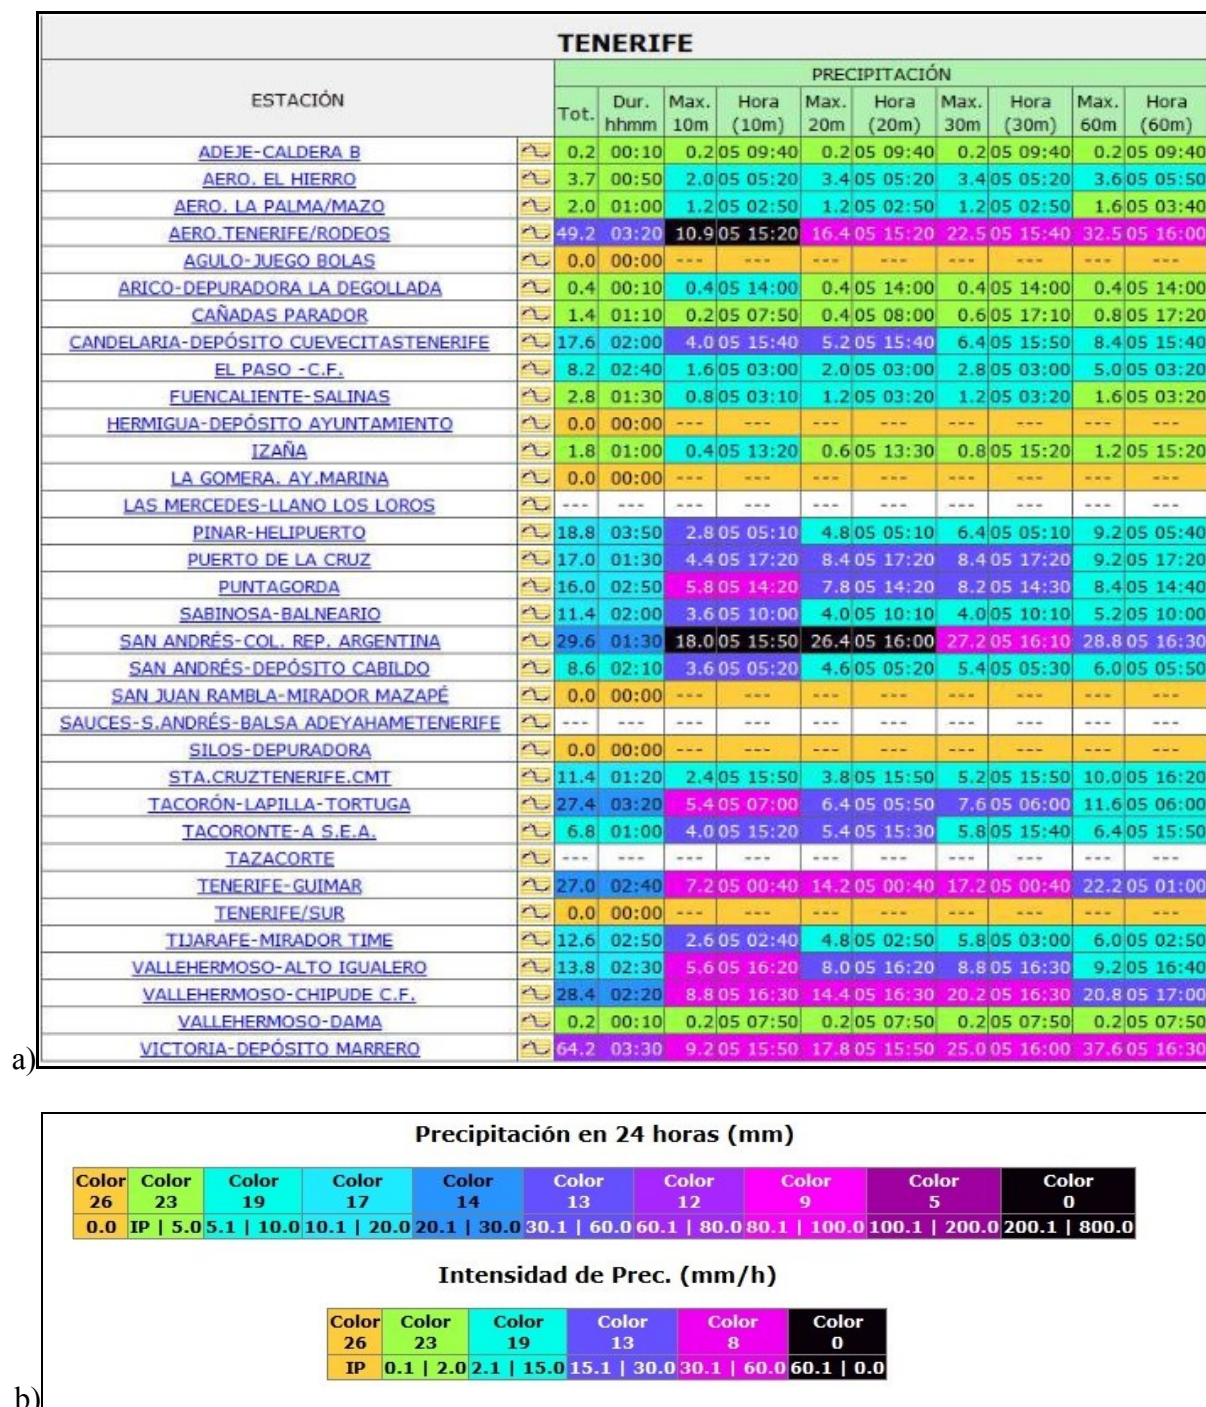 TENERIFE
ESTACIÓN PRECIPITACIÓN
Tot. Dur. hhmm Max. 10m Hora (10m) Max. 20m Hora (20m) Max. 30m Hora (30m) Max. 60m Hora (60m)
ADEJE-CALDERA B 0.2 00:10 0.2 05 09:40 0.2 05 09:40 0.2 05 09:40 0.2 05 09:40
AERO. EL HIERRO 3.7 00:50 2.0 05 05:20 3.4 05 05:20 3.4 05 05:20 3.6 05 05:50
AERO. LA PALMA/MAZO 2.0 01:00 1.2 05 02:50 1.2 05 02:50 1.2 05 02:50 1.6 05 03:40
AERO.TENERIFE/RODEOS 49.2 03:20 10.9 05 15:20 16.4 05 15:20 22.5 05 15:40 32.5 05 16:00
AGULO-JUEGO BOLAS 0.0 00:00 --- --- --- --- --- --- --- ---
ARICO-DEPURADORA LA DEGOLLADA 0.4 00:10 0.4 05 14:00 0.4 05 14:00 0.4 05 14:00 0.4 05 14:00
CAÑADAS PARADOR 1.4 01:10 0.2 05 07:50 0.4 05 08:00 0.6 05 17:10 0.8 05 17:20
CANDELARIA-DEPÓSITO CUEVECITASTENERIFE 17.6 02:00 4.0 05 15:40 5.2 05 15:40 6.4 05 15:50 8.4 05 15:40
EL PASO -C.F. 8.2 02:40 1.6 05 03:00 2.0 05 03:00 2.8 05 03:00 5.0 05 03:20
FUENCALIENTE-SALINAS 2.8 01:30 0.8 05 03:10 1.2 05 03:20 1.2 05 03:20 1.6 05 03:20
HERMIGUA-DEPÓSITO AYUNTAMIENTO 0.0 00:00 --- --- --- --- --- --- --- ---
IZAÑA 1.8 01:00 0.4 05 13:20 0.6 05 13:30 0.8 05 15:20 1.2 05 15:20
LA GOMERA. AY.MARINA 0.0 00:00 --- --- --- --- --- --- --- ---
LAS MERCEDES-LLANO LOS LOROS --- --- --- --- --- --- --- --- --- ---
PINAR-HELIPUERTO 18.8 03:50 2.8 05 05:10 4.8 05 05:10 6.4 05 05:10 9.2 05 05:40
PUERTO DE LA CRUZ 17.0 01:30 4.4 05 17:20 8.4 05 17:20 8.4 05 17:20 9.2 05 17:20
PUNTAGORDA 16.0 02:50 5.8 05 14:20 7.8 05 14:20 8.2 05 14:30 8.4 05 14:40
SABINOSA-BALNEARIO 11.4 02:00 3.6 05 10:00 4.0 05 10:10 4.0 05 10:10 5.2 05 10:00
SAN ANDRÉS-COL. REP. ARGENTINA 29.6 01:30 18.0 05 15:50 26.4 05 16:00 27.2 05 16:10 28.8 05 16:30
SAN ANDRÉS-DEPÓSITO CABILDO 8.6 02:10 3.6 05 05:20 4.6 05 05:20 5.4 05 05:30 6.0 05 05:50
SAN JUAN RAMBLA-MIRADOR MAZAPÉ 0.0 00:00 --- --- --- --- --- --- --- ---
SAUCES-S.ANDRÉS-BALSA ADEYAHAMETENERIFE --- --- --- --- --- --- --- --- --- ---
SILOS-DEPURADORA 0.0 00:00 --- --- --- --- --- --- --- ---
STA.CRUZTENERIFE.CMT 11.4 01:20 2.4 05 15:50 3.8 05 15:50 5.2 05 15:50 10.0 05 16:20
TACORÓN-LAPILLA-TORTUGA 27.4 03:20 5.4 05 07:00 6.4 05 05:50 7.6 05 06:00 11.6 05 06:00
TACORONTE-A S.E.A. 6.8 01:00 4.0 05 15:20 5.4 05 15:30 5.8 05 15:40 6.4 05 15:50
TAZACORTE --- --- --- --- --- --- --- --- --- ---
TENERIFE-GUIMAR 27.0 02:40 7.2 05 00:40 14.2 05 00:40 17.2 05 00:40 22.2 05 01:00
TENERIFE/SUR 0.0 00:00 --- --- --- --- --- --- --- ---
TIJARAFE-MIRADOR TIME 12.6 02:50 2.6 05 02:40 4.8 05 02:50 5.8 05 03:00 6.0 05 02:50
VALLEHERMOSO-ALTO IGUALERO 13.8 02:30 5.6 05 16:20 8.0 05 16:20 8.8 05 16:30 9.2 05 16:40
VALLEHERMOSO-CHIPUDE C.F. 28.4 02:20 8.8 05 16:30 14.4 05 16:30 20.2 05 16:30 20.8 05 17:00
VALLEHERMOSO-DAMA 0.2 00:10 0.2 05 07:50 0.2 05 07:50 0.2 05 07:50 0.2 05 07:50
VICTORIA-DEPÓSITO MARRERO 64.2 03:30 9.2 05 15:50 17.8 05 15:50 25.0 05 16:00 37.6 05 16:30
a)
Precipitación en 24 horas (mm)
Color 26 Color 23 Color 19 Color 17 Color 14 Color 13 Color 12 Color 9 Color 5 Color 0
0.0 IP | 5.0 5.1 | 10.0 10.1 | 20.0 20.1 | 30.0 30.1 | 60.0 60.1 | 80.0 80.1 | 100.0 100.1 | 200.0 200.1 | 800.0
Intensidad de Prec. (mm/h)
Color 26 Color 23 Color 19 Color 13 Color 8 Color 0
IP 0.1 | 2.0 2.1 | 15.0 15.1 | 30.0 30.1 | 60.0 60.1 | 0.0
b)